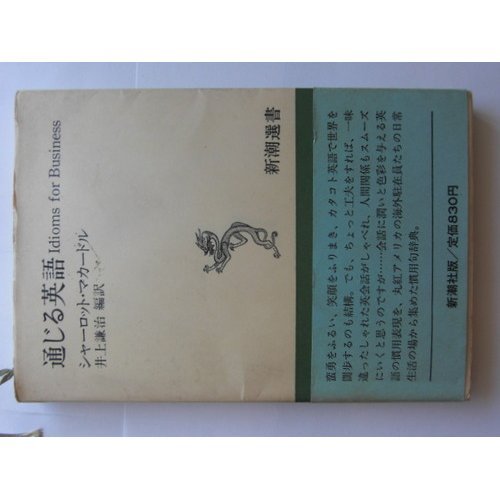 通じる英語 Idioms for Business
シャーロット・マカードル
井上謙治 編訳
新潮選書
蛮勇をふるい、笑顔をふりまき、カタコト英語で世界を
闊歩するのも結構。でも、ちょっと工夫をすれば、一味
違ったしゃれた英会話がしゃべれ、人間関係もスムーズ
にいくと思うのですが……会話に潤いと色彩を与える英
語の慣用表現を、丸紅アメリカの海外駐在員たちの日常
生活の場から集めた慣用句辞典。
新潮社版/定価830円